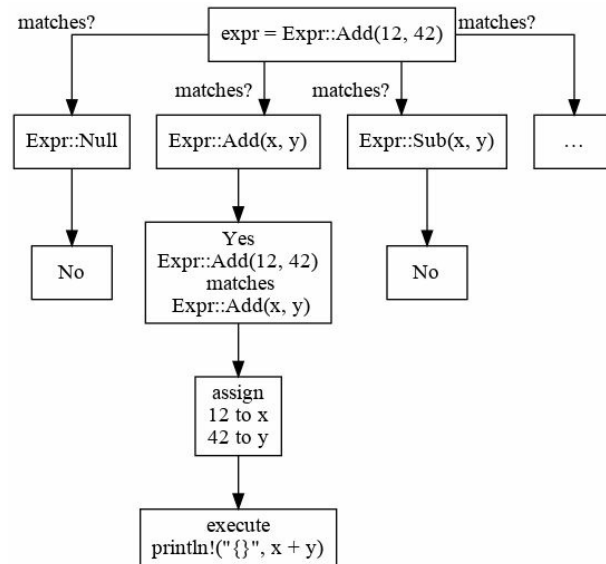 matches?
expr = Expr::Add(12, 42)
matches?
matches?
matches?
Expr::Null
Expr::Add(x, y)
Expr::Sub(x, y)
…
No
Yes
Expr::Add(12, 42)
matches
Expr::Add(x, y)
No
assign
12 to x
42 to y
execute
println!("{}", x + y)